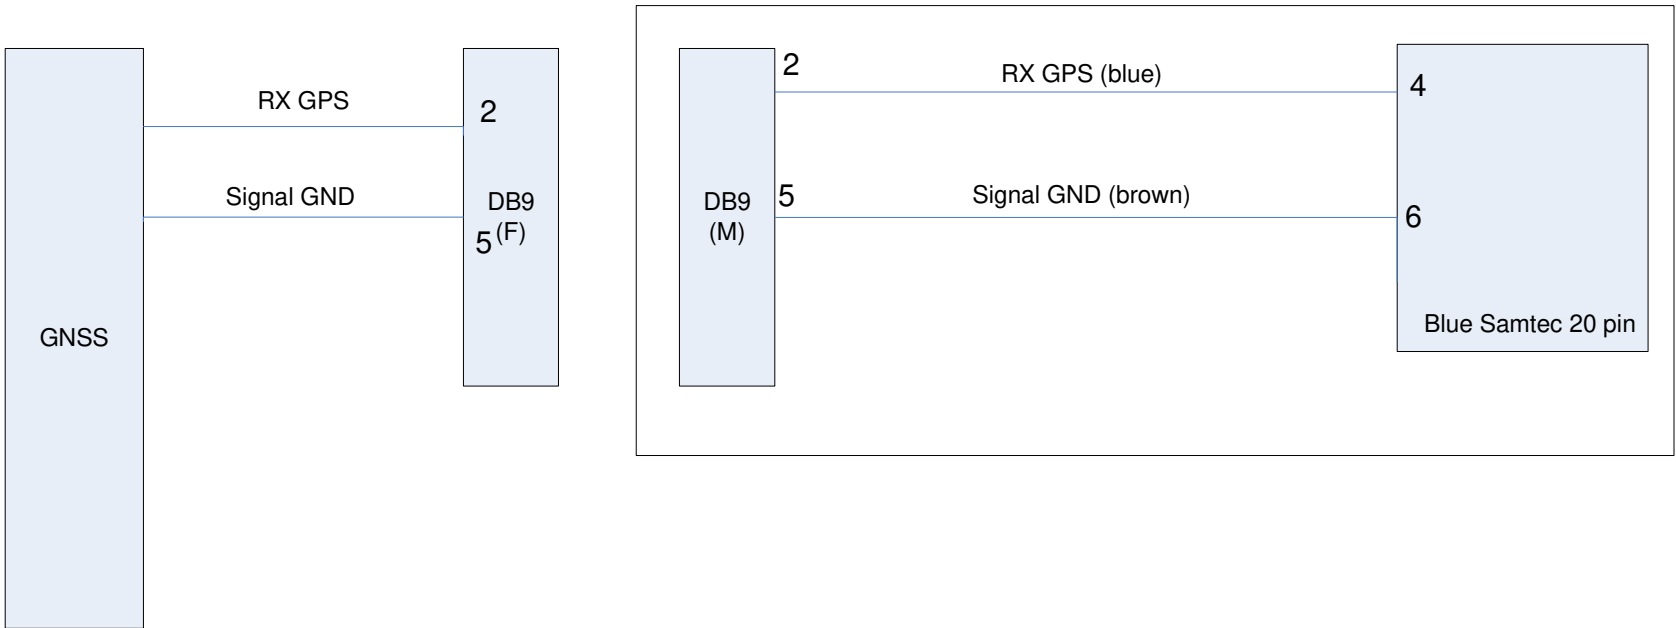 GNSS
RX GPS
2
Signal GND
5
DB9
(F)
DB9
(M)
2
RX GPS (blue)
4
5
Signal GND (brown)
6
Blue Samtec 20 pin